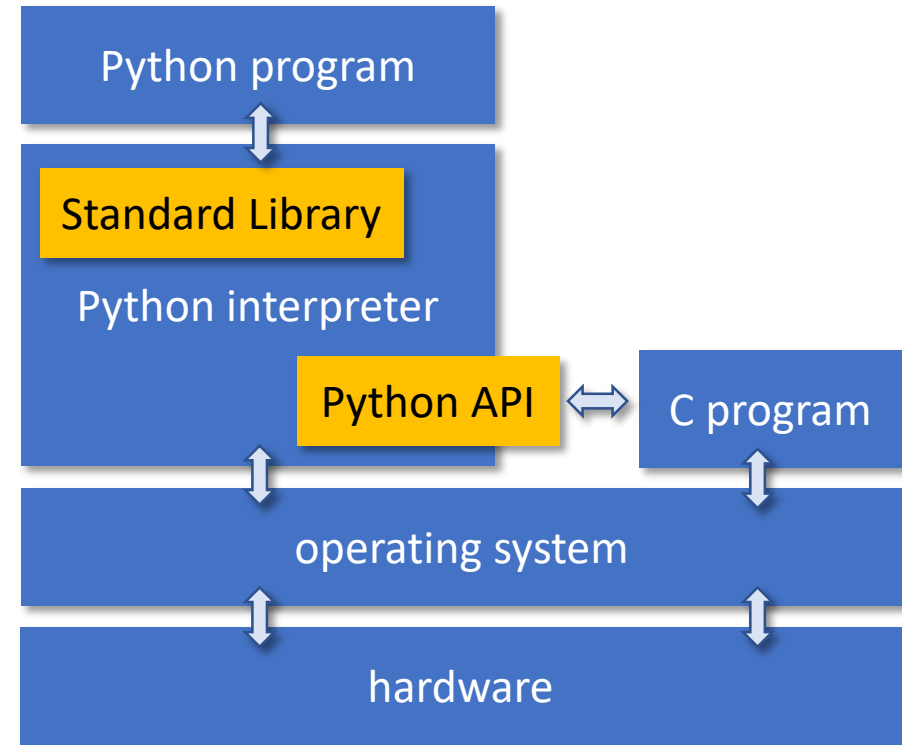 Python program
Standard Library
Python interpreter
Python API
C program
operating system
hardware